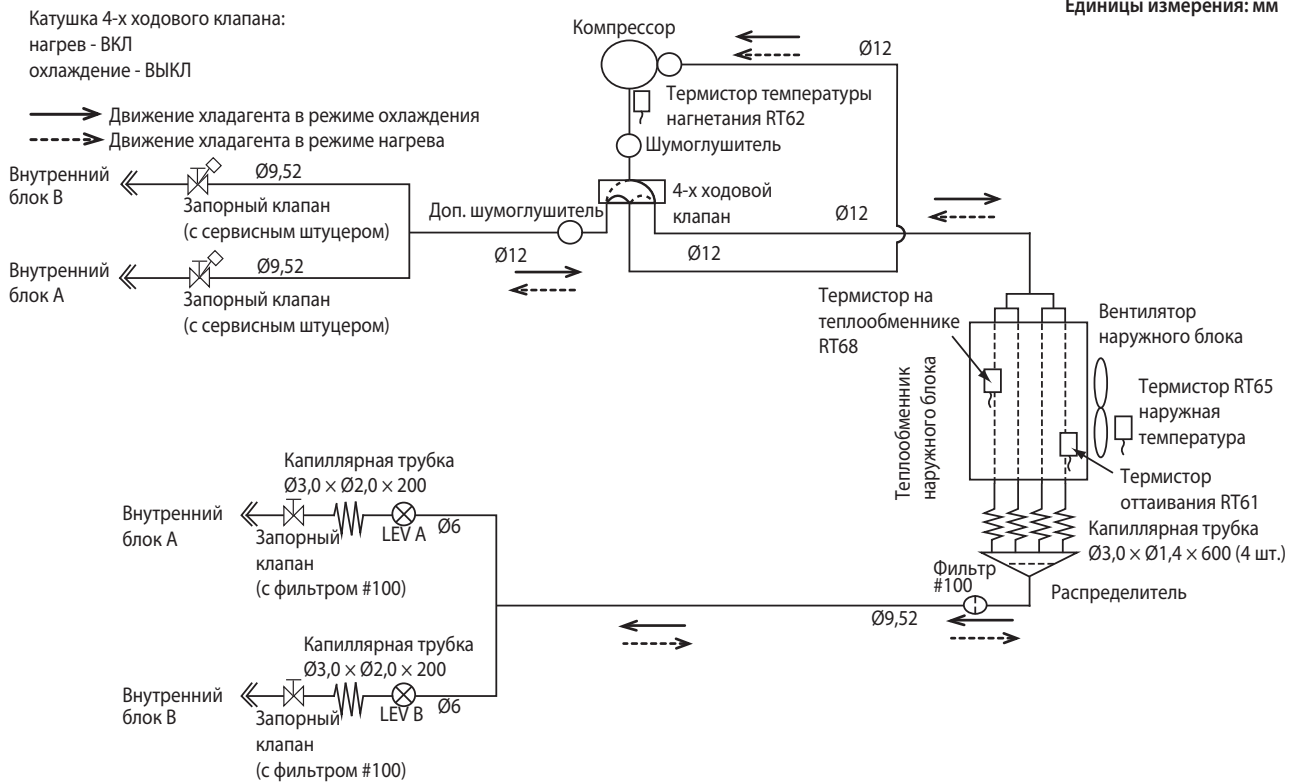 Единицы измерения: мм
Катушка 4-х ходового клапана:
нагрев - ВКЛ
охлаждение - ВЫКЛ
Движение хладагента в режиме охлаждения
Движение хладагента в режиме нагрева
Компрессор
Ø12
Термистор температуры
нагнетания RT62
Шумоглушитель
4-х ходовой
клапан
Внутренний
блок B
Ø9,52
Запорный клапан
(с сервисным штуцером)
Доп. шумоглушитель
Ø12
Ø12
Ø12
Внутренний
блок A
Ø9,52
Запорный клапан
(с сервисным штуцером)
Термистор на
теплообменнике
RT68
Вентилятор
наружного блока
Теплообменник
наружного блока
Термистор RT65
наружная
температура
Термистор
оттаивания RT61
Капиллярная трубка
Ø3,0 × Ø1,4 × 600 (4 шт.)
Распределитель
Фильтр
#100
Ø9,52
Капиллярная трубка
Ø3,0 × Ø2,0 × 200
Внутренний
блок A
LEV A
Ø6
Запорный
клапан
(с фильтром #100)
Капиллярная трубка
Ø3,0 × Ø2,0 × 200
Внутренний
блок B
LEV B
Ø6
Запорный
клапан
(с фильтром #100)